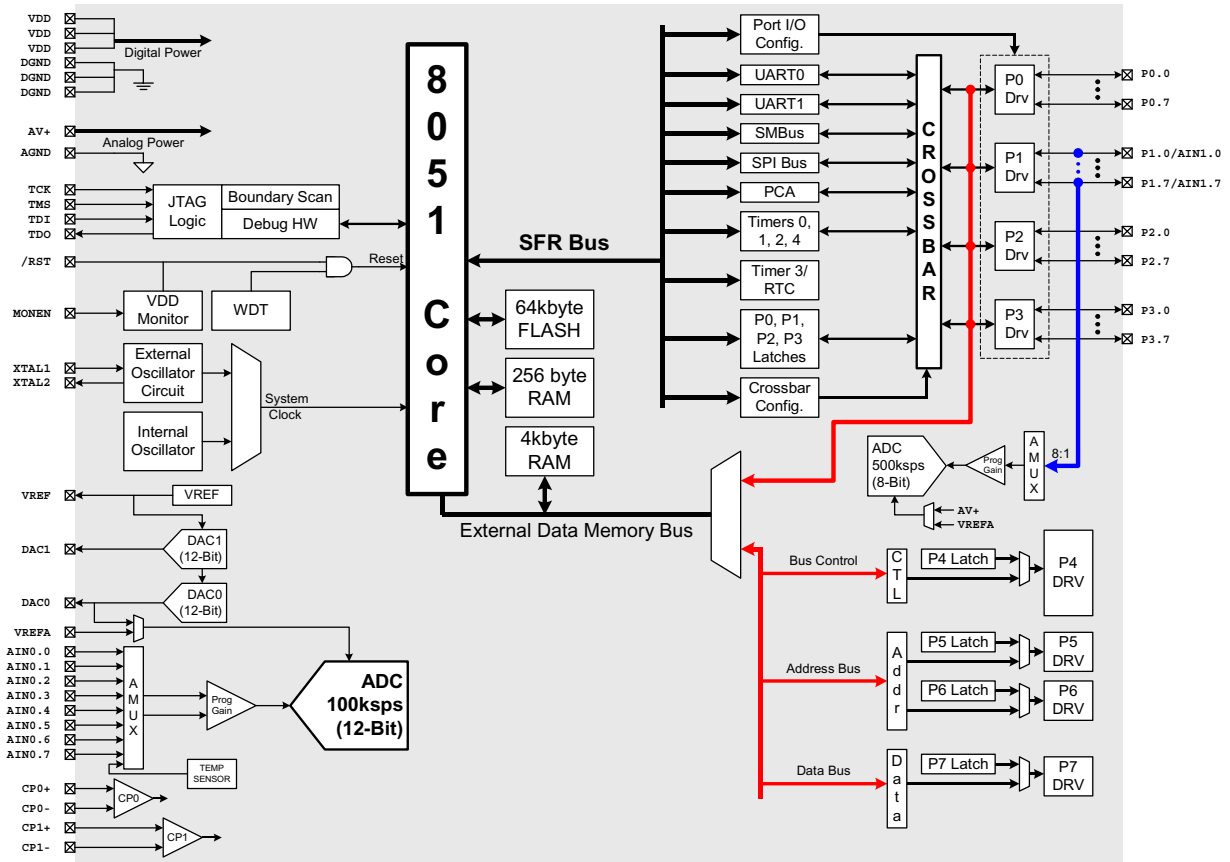 VDD
VDD
VDD
Digital Power
DGND
DGND
DGND
AV+
Analog Power
AGND
TCK
TMS
TDI
TDO
JTAG
Logic
Boundary Scan
Debug HW
/RST
Reset
MONEN
VDD
Monitor
WDT
XTAL1
XTAL2
External
Oscillator
Circuit
System
Clock
Internal
Oscillator
VREF
VREF
DAC1
DAC1
(12-Bit)
DAC0
DAC0
(12-Bit)
VREFA
AIN0.0
AIN0.1
AIN0.2
AIN0.3
AIN0.4
AIN0.5
AIN0.6
AIN0.7
A
M
U
X
Prog
Gain
ADC
100ksps
(12-Bit)
TEMP
SENSOR
CP0+
CP0-
CP0
CP1+
CP1-
CP1
8
0
5
1
C
o
r
e
64kbyte
FLASH
256 byte
RAM
4kbyte
RAM
SFR Bus
External Data Memory Bus
Port I/O
Config.
UART0
UART1
SMBus
SPI Bus
PCA
Timers 0,
1, 2, 4
Timer 3/
RTC
P0, P1,
P2, P3
Latches
Crossbar
Config.
C
R
O
S
S
B
A
R
P0
Drv
P1
Drv
P2
Drv
P3
Drv
P0.0
P0.7
P1.0/AIN1.0
P1.7/AIN1.7
P2.0
P2.7
P3.0
P3.7
ADC
500ksps
(8-Bit)
Prog
Gain
A
M
U
X
8:1
AV+
VREFA
Bus Control
C
T
L
P4 Latch
P4
DRV
Address Bus
A
d
d
r
P5 Latch
P5
DRV
P6 Latch
P6
DRV
Data Bus
D
a
t
a
P7 Latch
P7
DRV